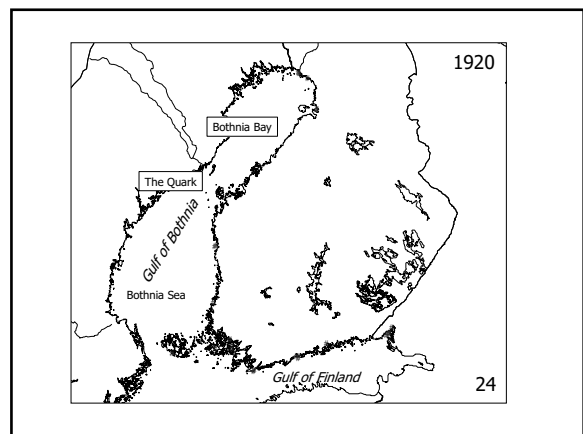 1920
Bothnia Bay
The Quark
Gulf of Bothnia
Bothnia Sea
Gulf of Finland
24